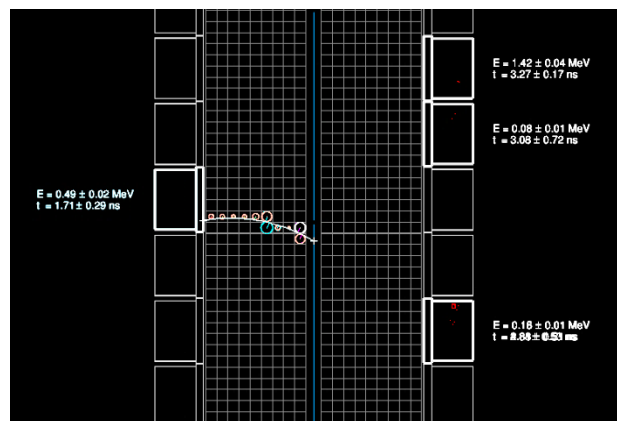 E = 1.42 ± 0.04 MeV
t = 3.27 ± 0.17 ns
E = 0.08 ± 0.01 MeV
t = 3.08 ± 0.72 ns
E = 0.49 ± 0.02 MeV
t = 1.71 ± 0.29 ns
E = 0.16 ± 0.01 MeV
t =